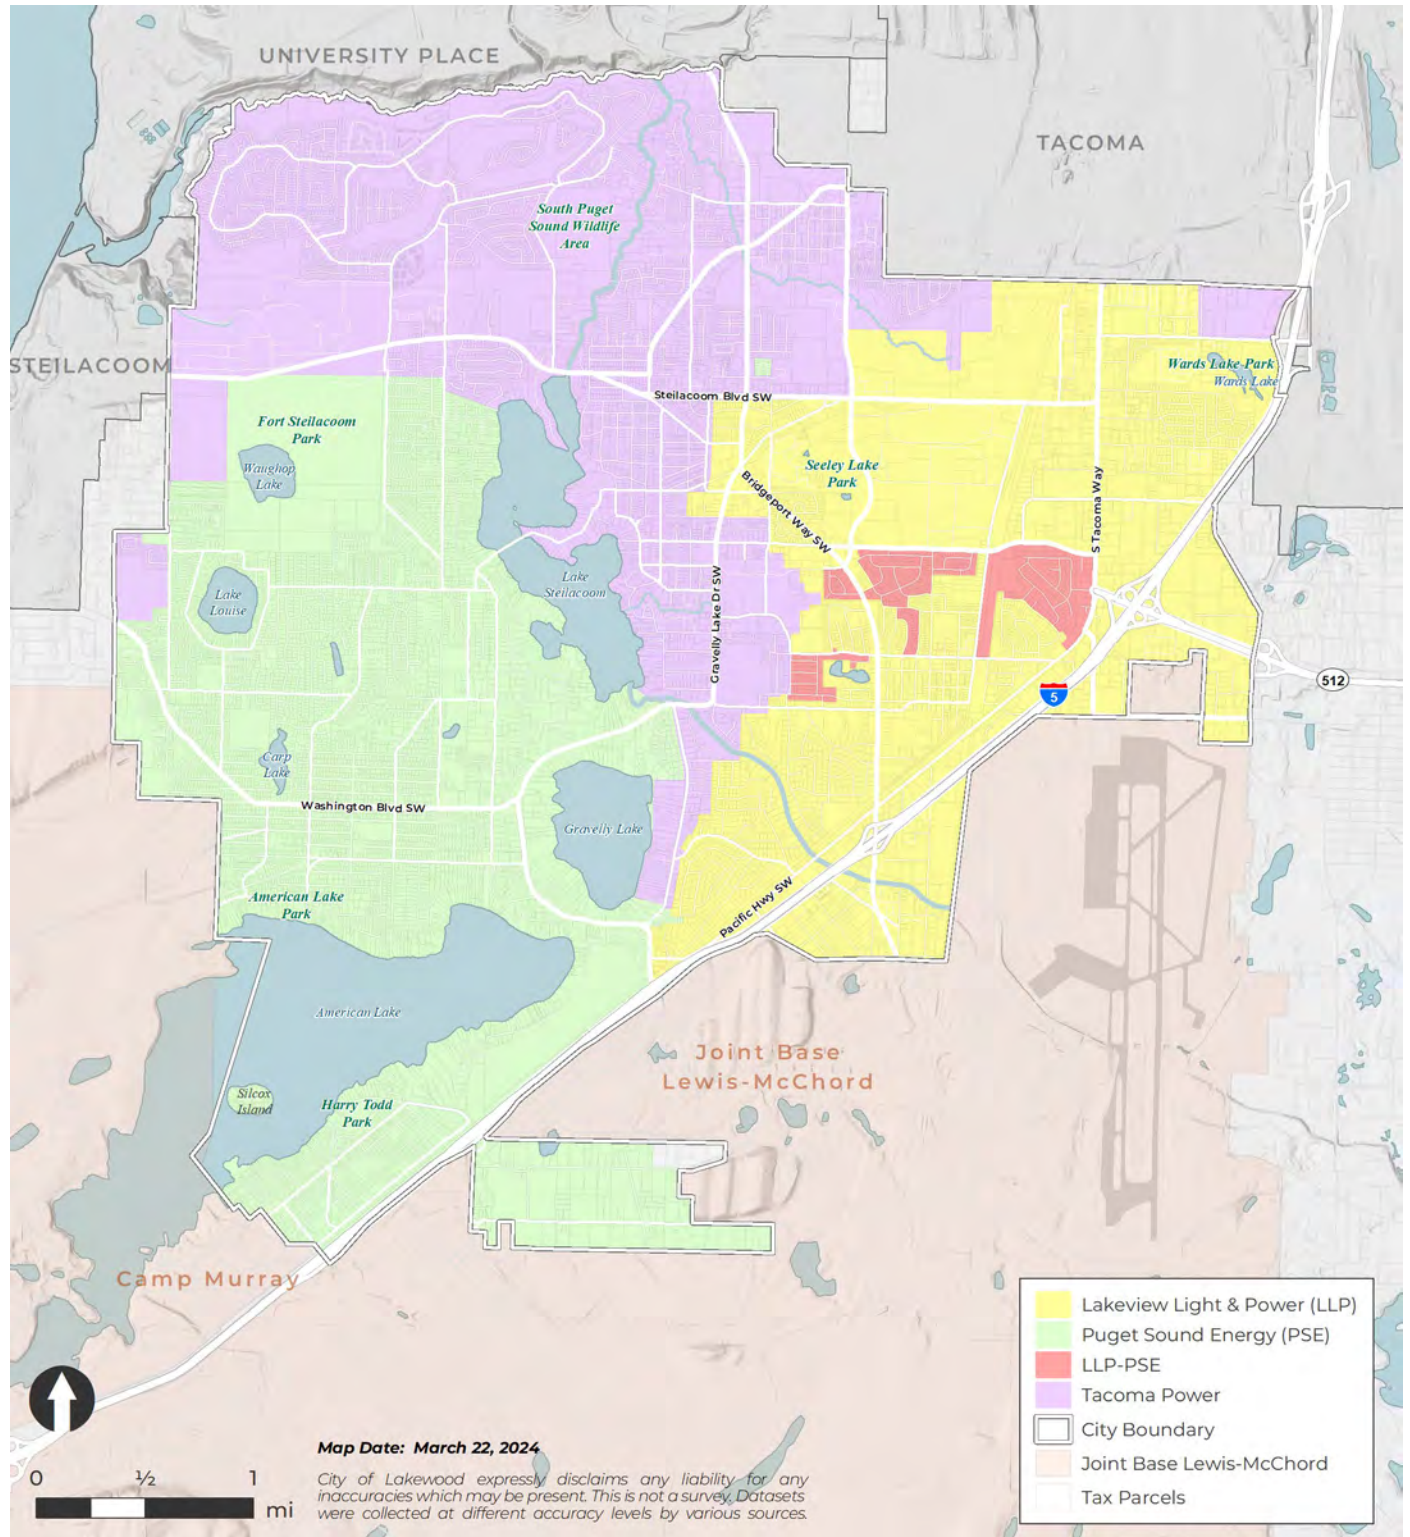 UNIVERSITY PLACE
TACOMA
South Puget
Sound Wildlife
Area
STEILACOOM
Wards Lake Park
Wards Lake
Steilacoom Blvd SW
Fort Steilacoom
Park
Waughop
Lake
Seeley Lake
Park
Bridgeport Way SW
S Tacoma Way
Lake
Louise
Lake
Steilacoom
Gravelly Lake Dr SW
512
5
Carp
Lake
Washington Blvd SW
Gravelly Lake
American Lake
Park
Pacific Hwy SW
American Lake
Joint Base
Lewis-McChord
Silcox
Island
Harry Todd
Park
Camp Murray
Lakeview Light & Power (LLP)
Puget Sound Energy (PSE)
LLP-PSE
Tacoma Power
City Boundary
Joint Base Lewis-McChord
Tax Parcels
Map Date: March 22, 2024
0 ½ 1
mi
City of Lakewood expressly disclaims any liability for any
inaccuracies which may be present. This is not a survey. Datasets
were collected at different accuracy levels by various sources.